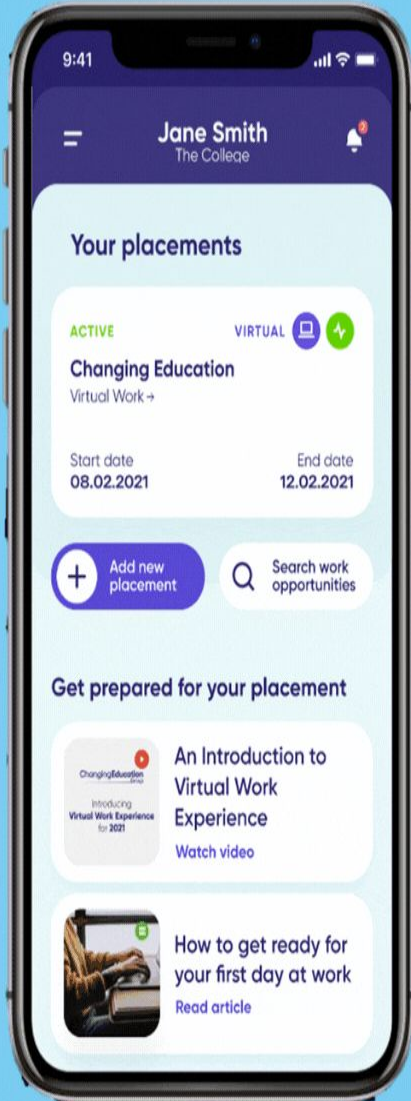 9:41
Jane Smith
The College
2
Your placements
ACTIVE
VIRTUAL
Changing Education
Virtual Work →
Start date
08.02.2021
End date
12.02.2021
Add new
placement
Search work
opportunities
Get prepared for your placement
ChangingEducation
Group
Introducing
Virtual Work Experience
for 2021
An Introduction to
Virtual Work
Experience
Watch video
How to get ready for
your first day at work
Read article